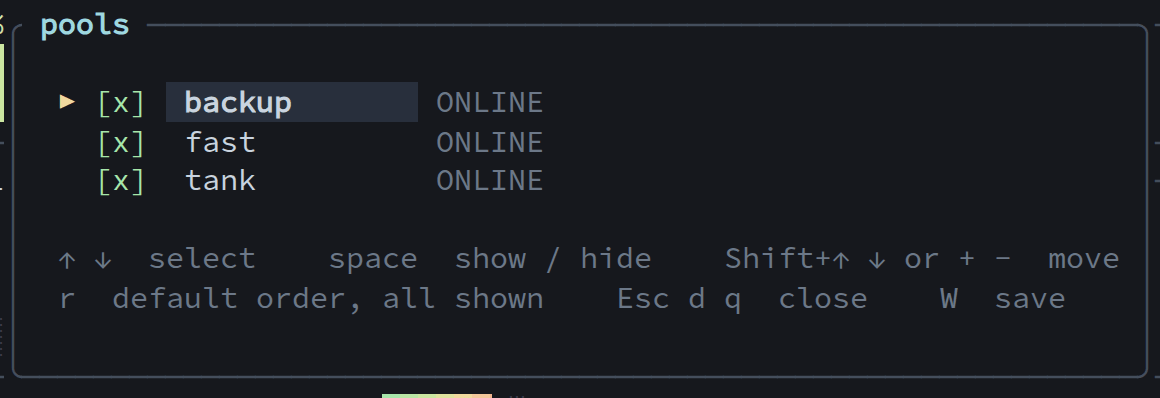 pools
► [x] backup ONLINE
[x] fast ONLINE
[x] tank ONLINE
↑ ↓ select space show / hide Shift+↑ ↓ or + - move
r default order, all shown Esc d q close W save